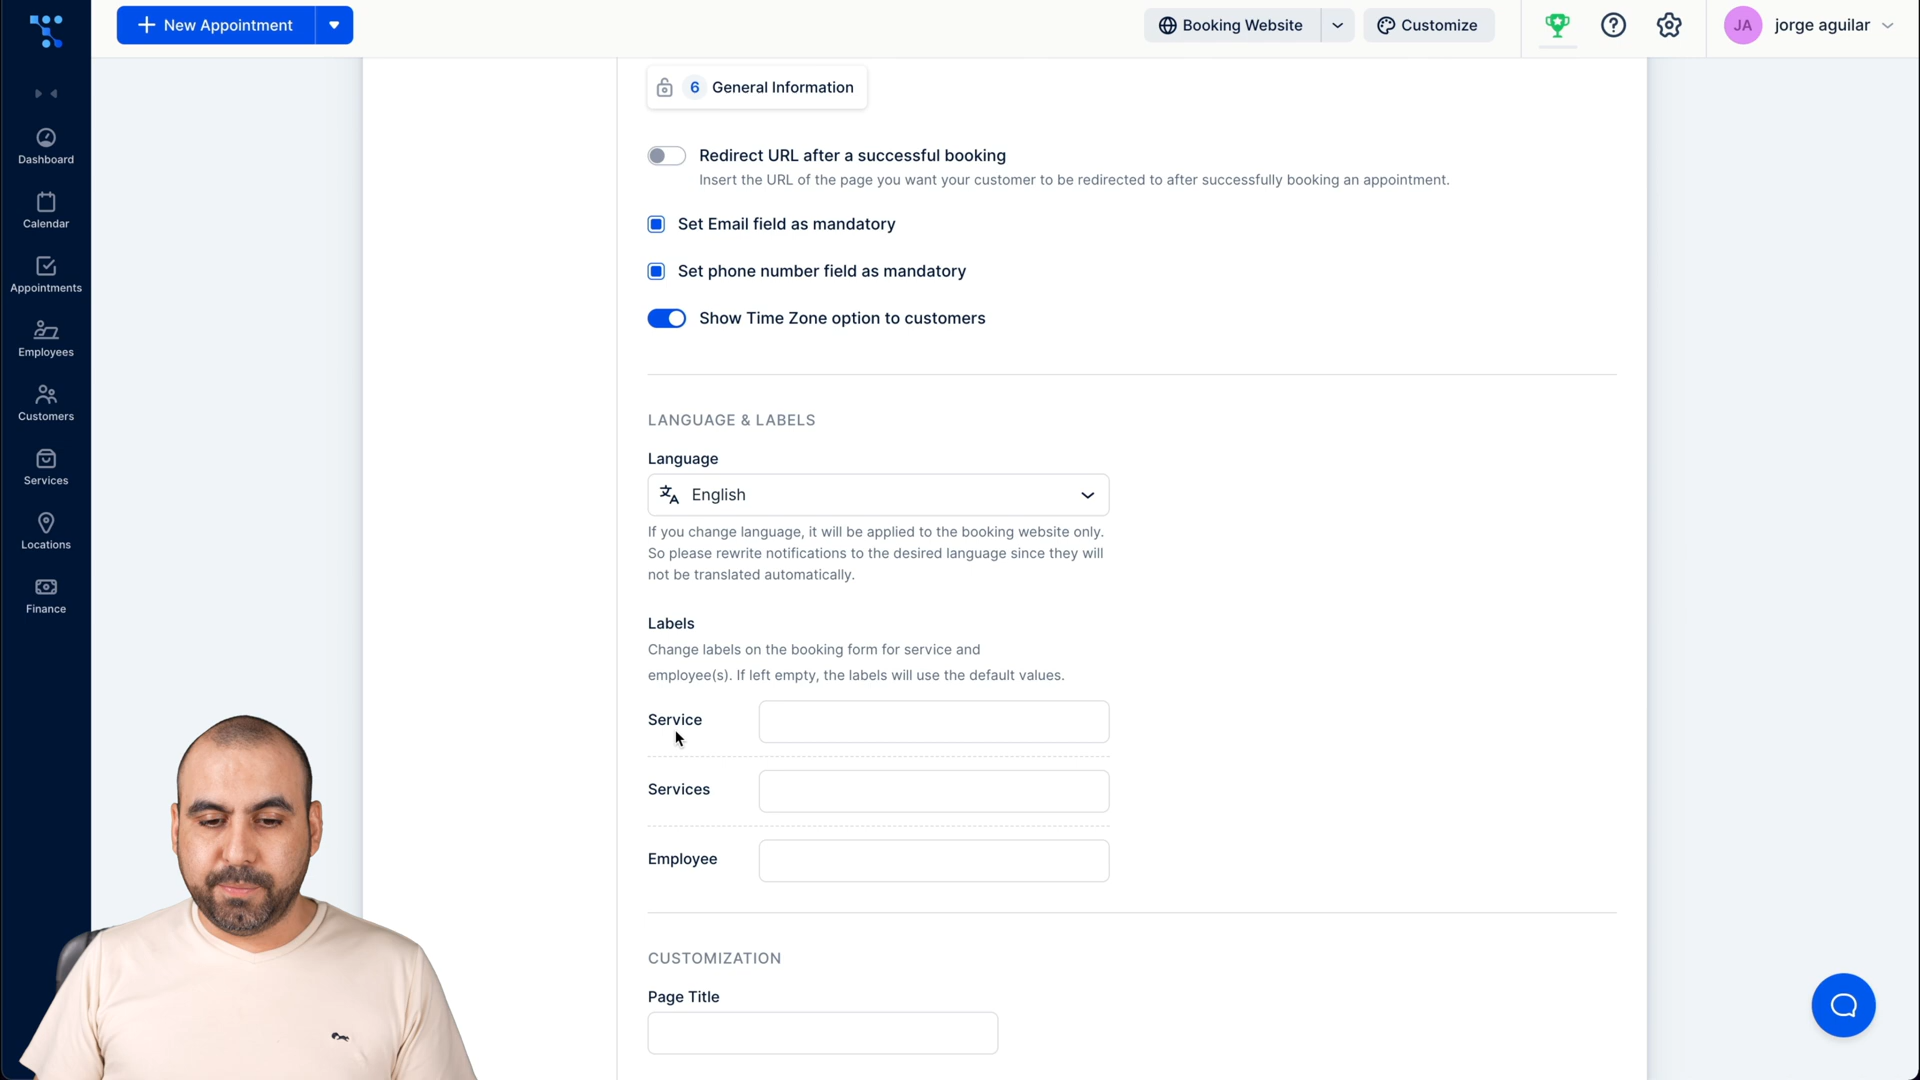 New Appointment
Booking Website
Customize
JA
jorge aguilar
Dashboard
Calendar
Appointments
Employees
Customers
Services
Locations
Finance
6 General Information
Redirect URL after a successful booking
Insert the URL of the page you want your customer to be redirected to after successfully booking an appointment.
Set Email field as mandatory
Set phone number field as mandatory
Show Time Zone option to customers
LANGUAGE & LABELS
Language
English
If you change language, it will be applied to the booking website only.
So please rewrite notifications to the desired language since they will
not be translated automatically.
Labels
Change labels on the booking form for service and
employee(s). If left empty, the labels will use the default values.
Service
Services
Employee
CUSTOMIZATION
Page Title